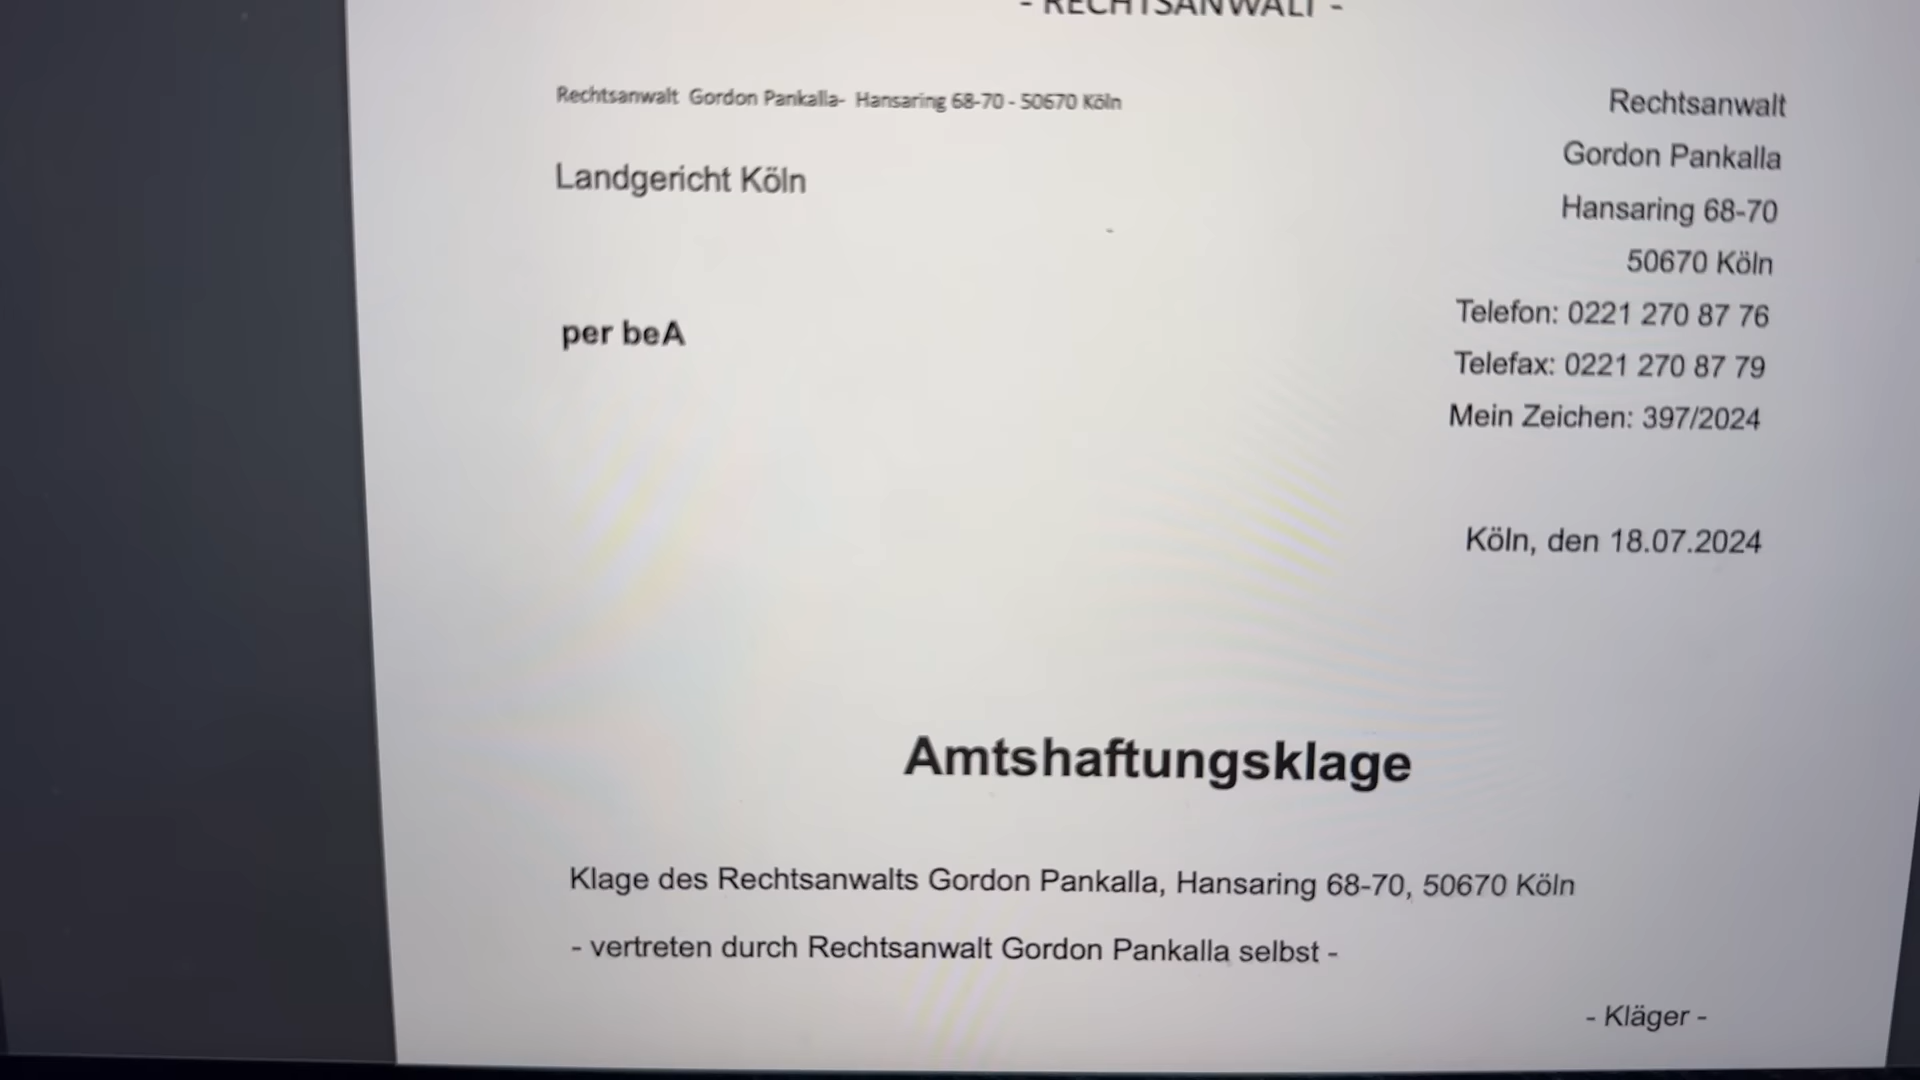 - RECHTSANWALT -
Rechtsanwalt Gordon Pankalla- Hansaring 68-70 - 50670 Köln
Landgericht Köln
per beA
Rechtsanwalt
Gordon Pankalla
Hansaring 68-70
50670 Köln
Telefon: 0221 270 87 76
Telefax: 0221 270 87 79
Mein Zeichen: 397/2024
Köln, den 18.07.2024
Amtshaftungsklage
Klage des Rechtsanwalts Gordon Pankalla, Hansaring 68-70, 50670 Köln
- vertreten durch Rechtsanwalt Gordon Pankalla selbst -
- Kläger -